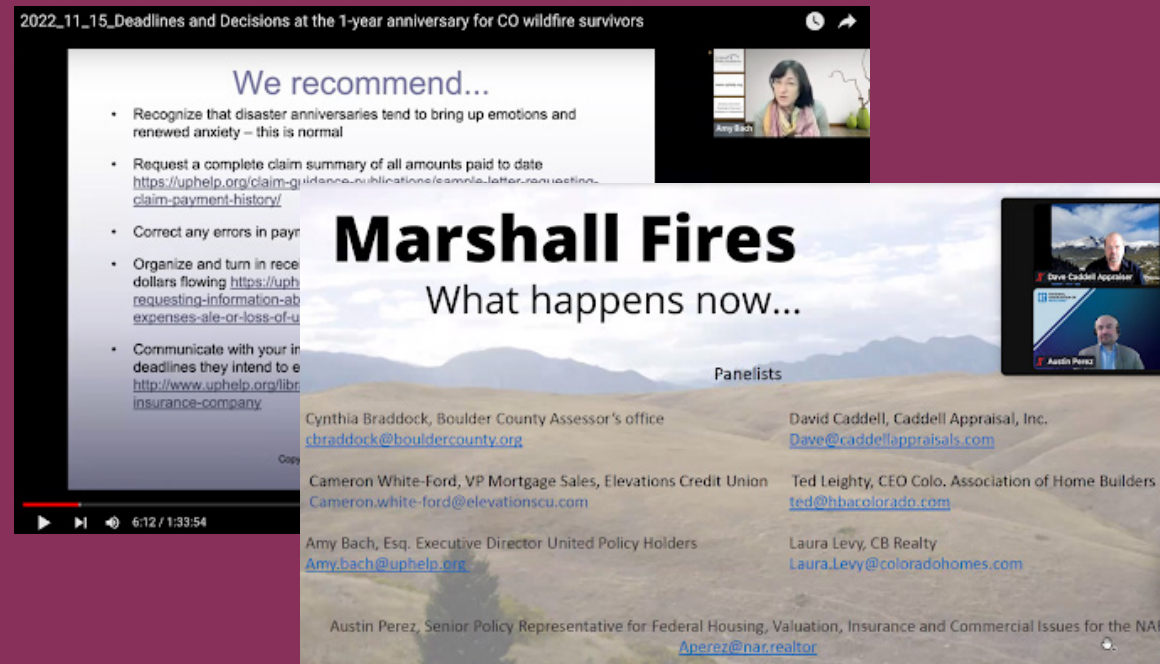 2022_11_15_Deadlines and Decisions at the 1-year anniversary for CO wildfire survivors
We recommend...
• Recognize that disaster anniversaries tend to bring up emotions and
renewed anxiety – this is normal
• Request a complete claim summary of all amounts paid to date
https://uphelp.org/claim-guidance-publications/sample-letter-requesting-
claim-payment-history/
• Correct any errors in
• Organize and turn in
dollars flowing
requesting-information-
expenses-ale-or-loss-of-
• Communicate with your
deadlines they intend to
http://www.uphelp.org/
insurance-company
Amy Bach
6:12 / 1:33:54
Marshall Fires
What happens now...
Panelists
Dave Caddell Appraiser
Austin Perez
Cynthia Braddock, Boulder County Assessor's office
cbraddock@bouldercounty.org
Cameron White-Ford, VP Mortgage Sales, Elevations Credit Union
Cameron.white-ford@elevationscu.com
Amy Bach, Esq. Executive Director United Policy Holders
Amy.bach@uphelp.org
David Caddell, Caddell Appraisal, Inc.
Dave@caddellappraisals.com
Ted Leighty, CEO Colo. Association of Home Builders
ted@hbacolorado.com
Laura Levy, CB Realty
Laura.Levy@coloradohomes.com
Austin Perez, Senior Policy Representative for Federal Housing, Valuation, Insurance and Commercial Issues for the
Aperez@nar.realtor